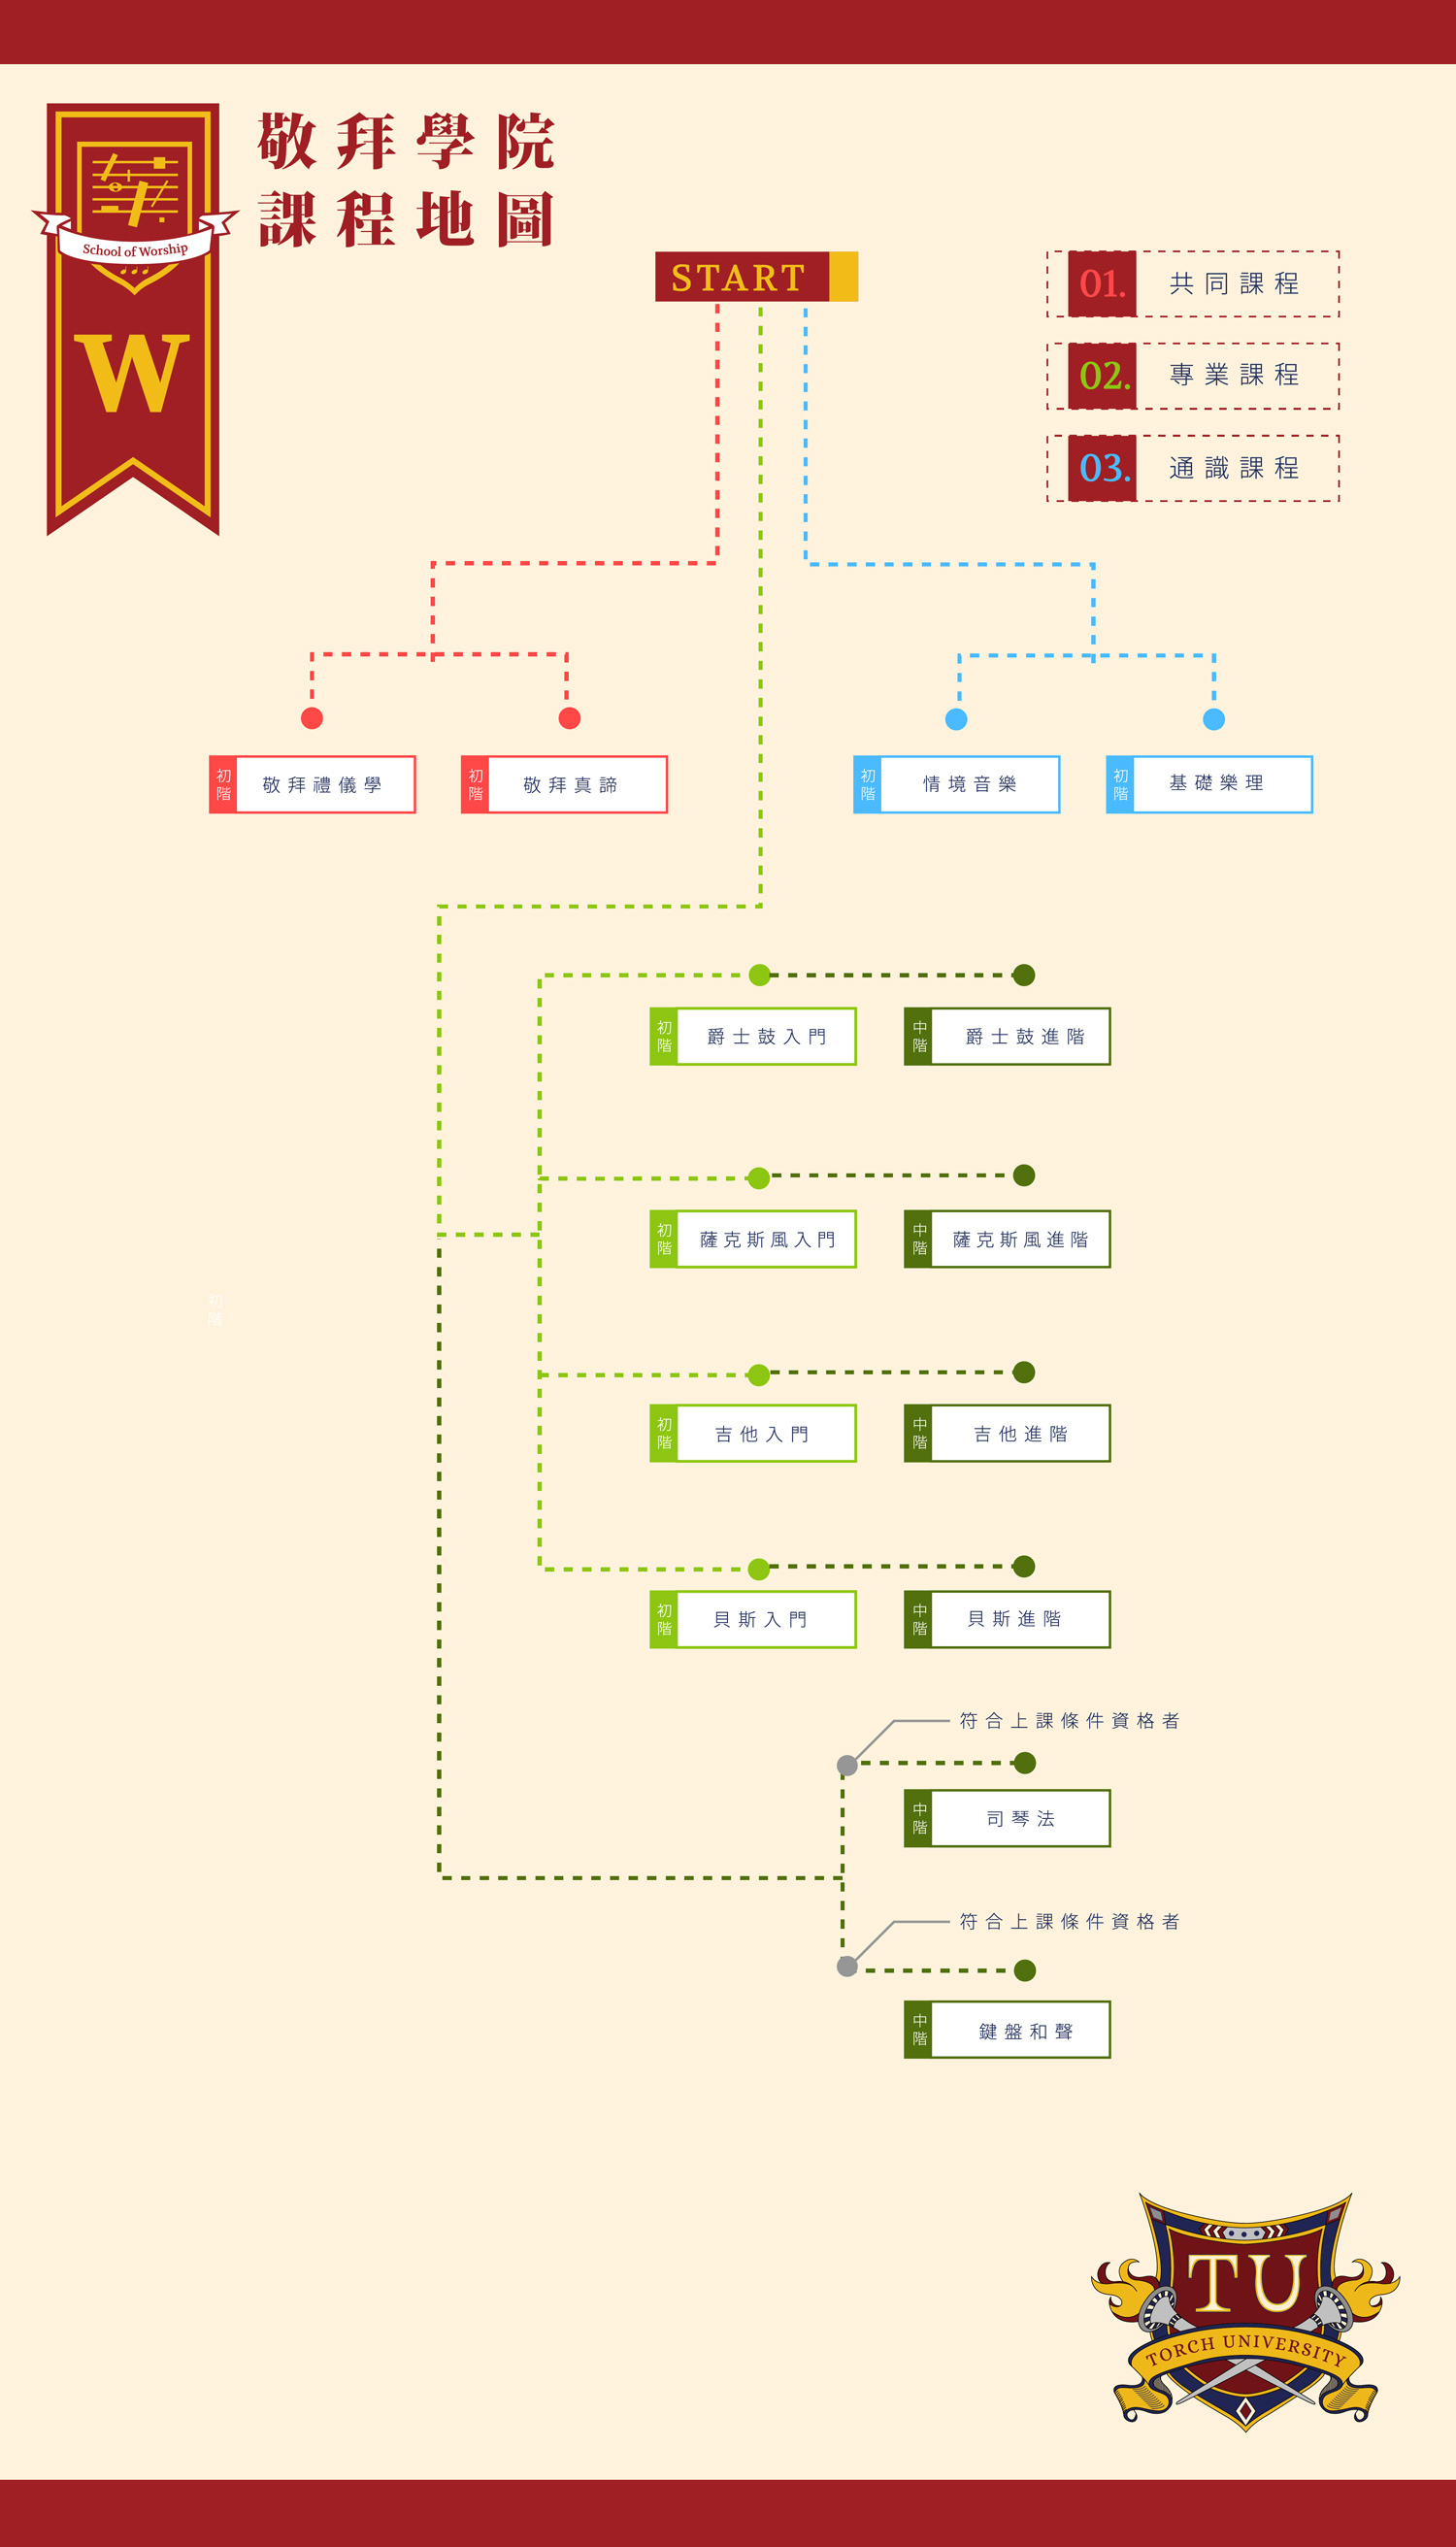 敬拜學院
課程地圖
School of Worship
W
START
01. 共同課程
02. 專業課程
03. 通識課程
初階 敬拜禮儀學
初階 敬拜真諦
初階 情境音樂
初階 基礎樂理
初階 爵士鼓入門
中階 爵士鼓進階
初階 薩克斯風入門
中階 薩克斯風進階
初階
初階 吉他入門
中階 吉他進階
初階 貝斯入門
中階 貝斯進階
符合上課條件資格者
中階 司琴法
符合上課條件資格者
中階 鍵盤和聲
TU
TORCH UNIVERSITY